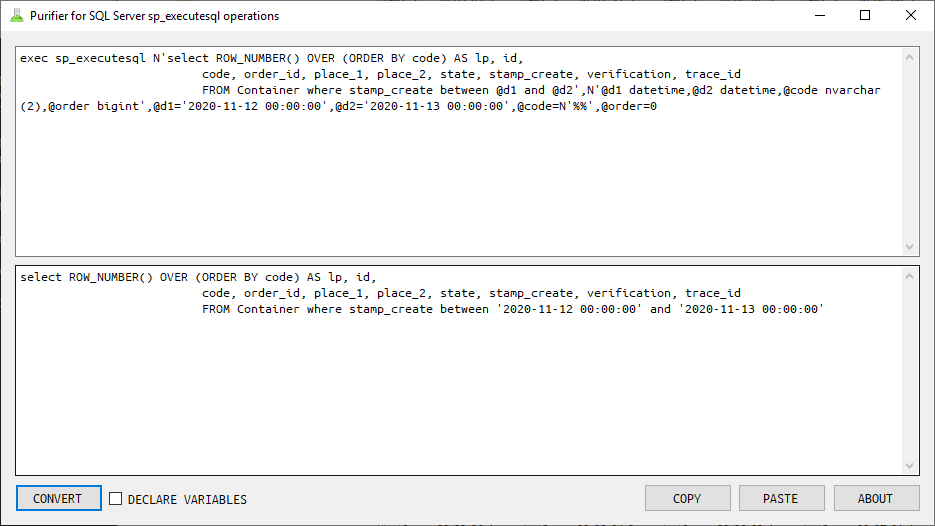 Purifier for SQL Server sp_executesql operations
exec sp_executesql N'select ROW_NUMBER() OVER (ORDER BY code) AS lp, id,
code, order_id, place_1, place_2, state, stamp_create, verification, trace_id
FROM Container where stamp_create between @d1 and @d2',N'@d1 datetime,@d2 datetime,@code nvarchar
(2),@order bigint',@d1='2020-11-12 00:00:00',@d2='2020-11-13 00:00:00',@code=N'%%',@order=0
select ROW_NUMBER() OVER (ORDER BY code) AS lp, id,
code, order_id, place_1, place_2, state, stamp_create, verification, trace_id
FROM Container where stamp_create between '2020-11-12 00:00:00' and '2020-11-13 00:00:00'
CONVERT DECLARE VARIABLES COPY PASTE ABOUT